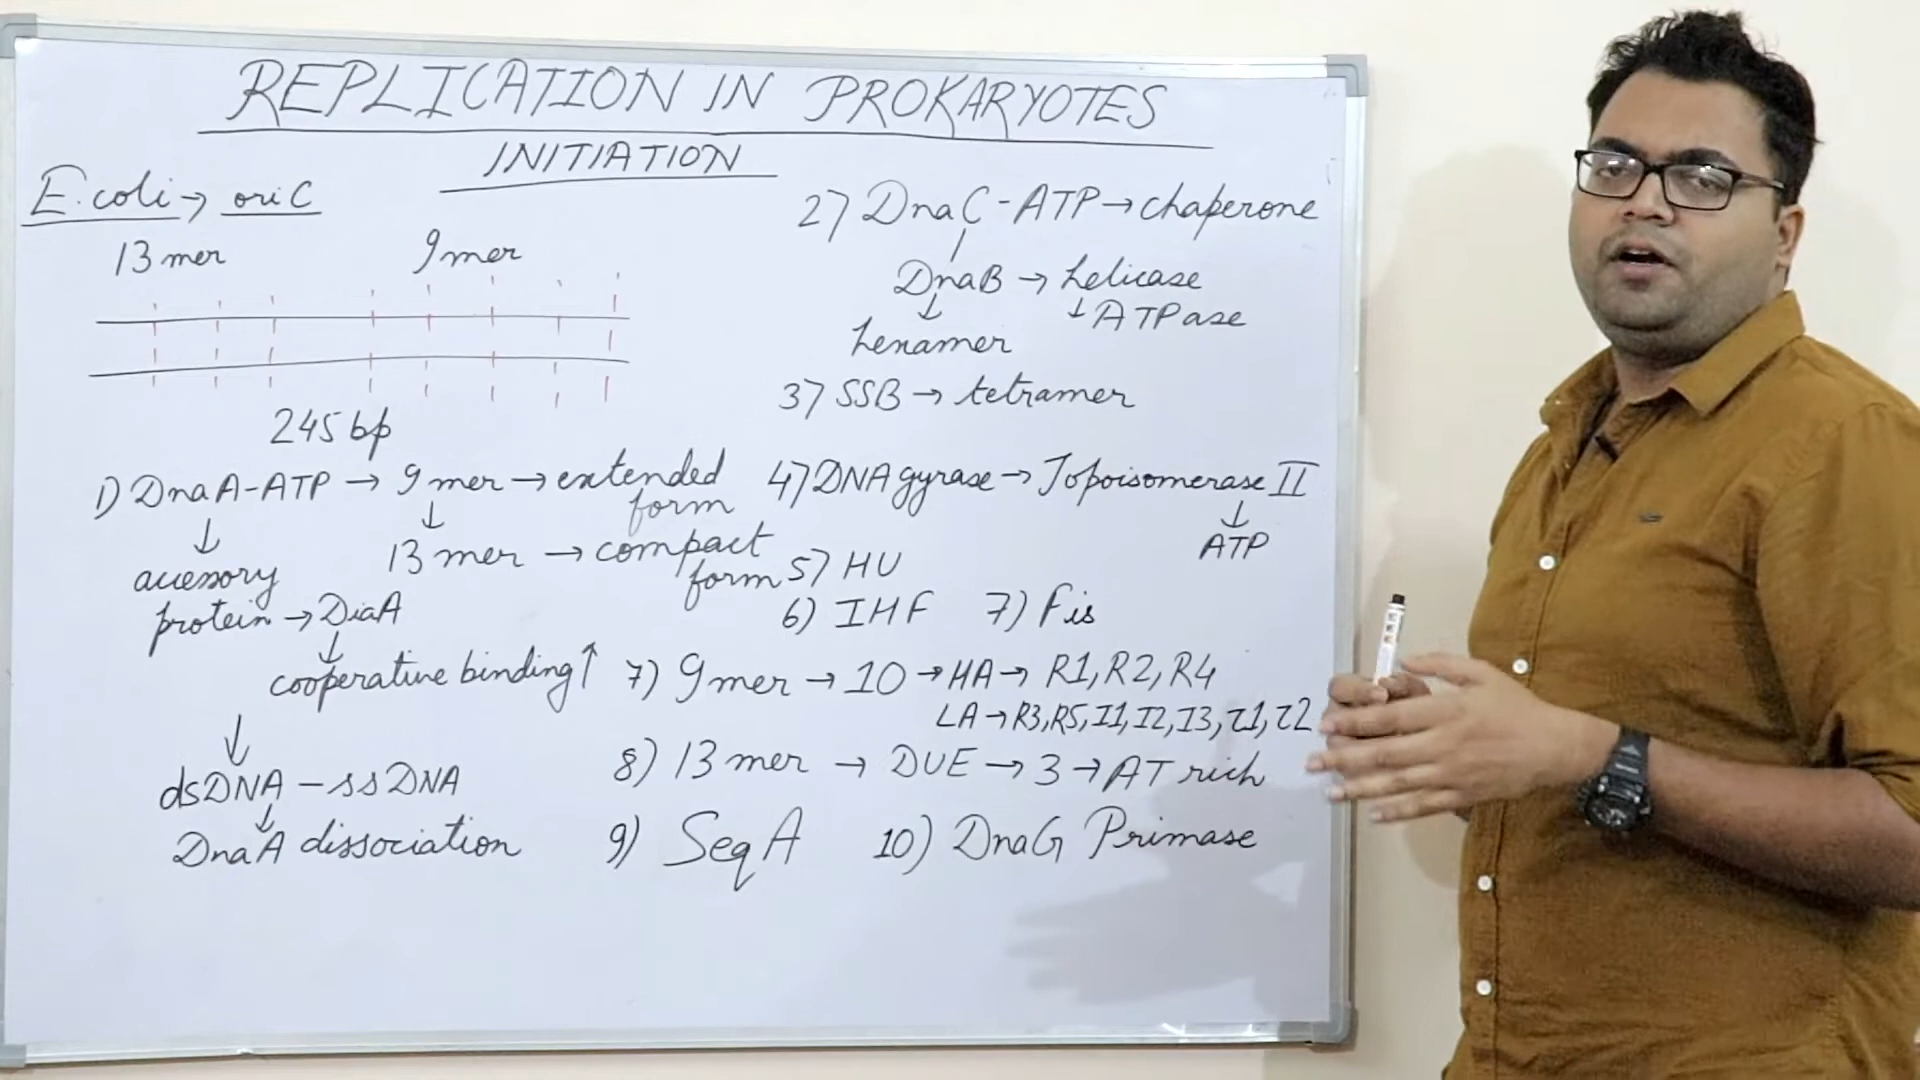 REPLICATION IN PROKARYOTES
INITIATION
E.coli → oriC
13 mer 9 mer
245 bp
1) DnaA-ATP → 9 mer → extended form
↓
13 mer → compact form
↓
accessory
protein → DiaA
↓
cooperative binding ↑
↓
dsDNA - ssDNA
↓
DnaA dissociation
2) DnaC-ATP → chaperone
DnaB → helicase
↓ ↓ ATPase
hexamer
3) SSB → tetramer
4) DNA gyrase → Topoisomerase II
↓
ATP
5) HU
6) IHF 7) Fis
7) 9 mer → 10 → HA → R1, R2, R4
LA → R3, R5, I1, I2, I3, τ1, τ2
8) 13 mer → DUE → 3 → AT rich
9) SeqA 10) DnaG Primase